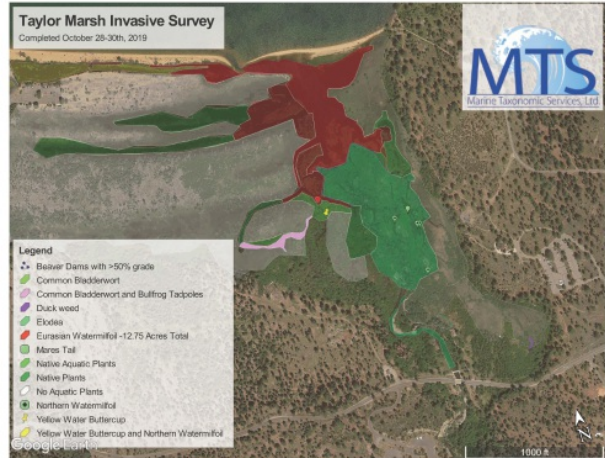 Taylor Marsh Invasive Survey
Completed October 28-30th, 2019
MTS
Marine Taxonomic Services, Ltd.
Legend
Beaver Dams with >50% grade
Common Bladderwort
Common Bladderwort and Bullfrog Tadpoles
Duck weed
Elodea
Eurasian Watermilfoil -12.75 Acres Total
Mares Tail
Native Aquatic Plants
Native Plants
No Aquatic Plants
Northern Watermilfoil
Yellow Water Buttercup
Yellow Water Buttercup and Northern Watermilfoil
Google Earth
N
1000 ft